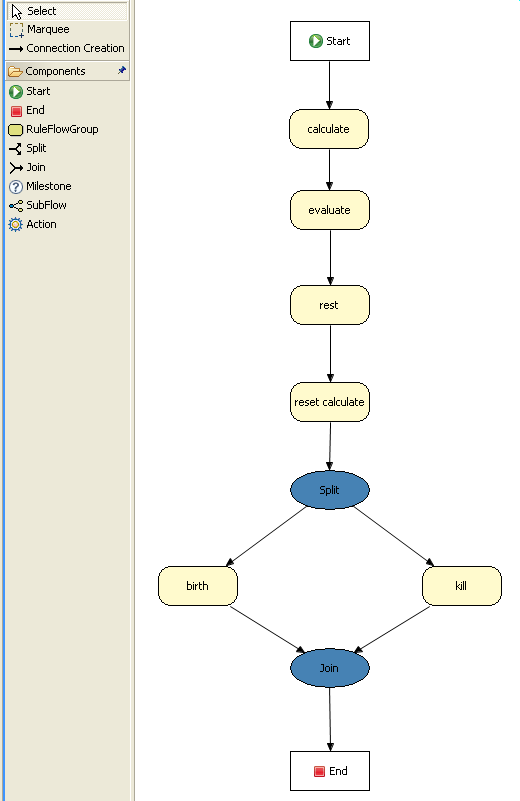 Select
Marquee
Connection Creation
Components
Start
End
RuleFlowGroup
Split
Join
Milestone
SubFlow
Action
Start
calculate
evaluate
rest
reset calculate
Split
birth
kill
Join
End